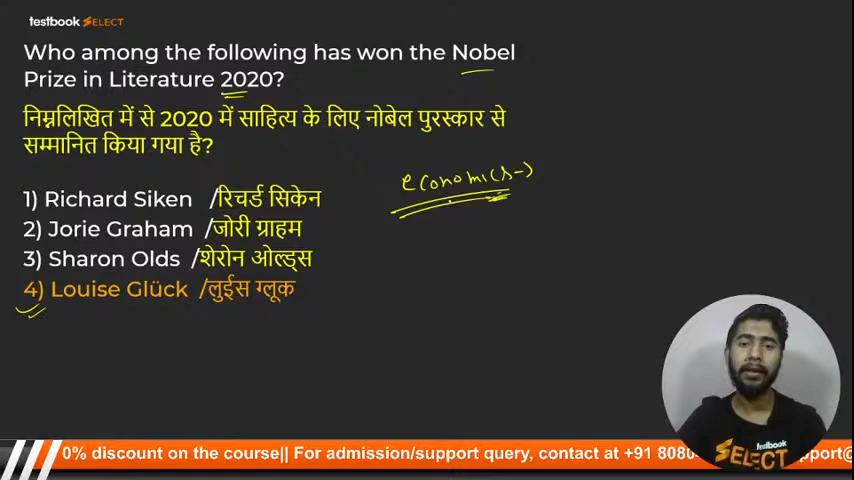 testbook SELECT
Who among the following has won the Nobel
Prize in Literature 2020?
निम्नलिखित में से 2020 में साहित्य के लिए नोबेल पुरस्कार से
सम्मानित किया गया है?
economics-)
1) Richard Siken /रिचर्ड सिकेन
2) Jorie Graham /जोरी ग्राहम
3) Sharon Olds /शेरोन ओल्ड्स
4) Louise Glück /लुईस ग्लूक
testbook
SELECT
0% discount on the course|| For admission/support query, contact at +91 8080 pport@